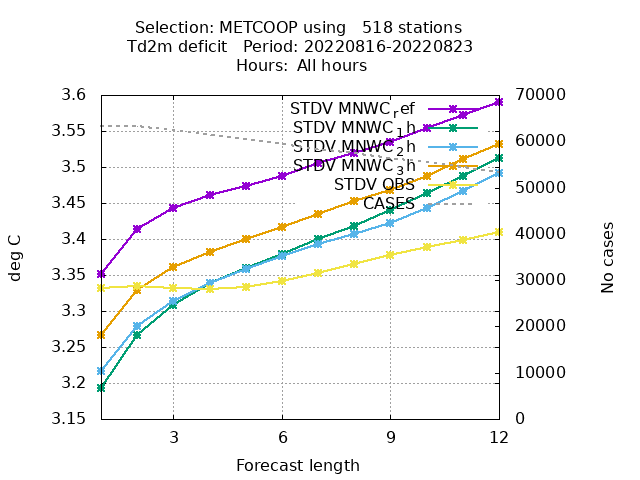 Selection: METCOOP using   518 stations
Td2m deficit   Period: 20220816-20220823
Hours: All hours
3.6
3.55
3.5
3.45
3.4
3.35
3.3
3.25
3.2
3.15
deg C
STDV MNWC_ref
STDV MNWC_1h
STDV MNWC_2h
STDV MNWC_3h
STDV OBS
CASES
70000
60000
50000
40000
30000
20000
10000
0
No cases
3 6 9 12
Forecast length